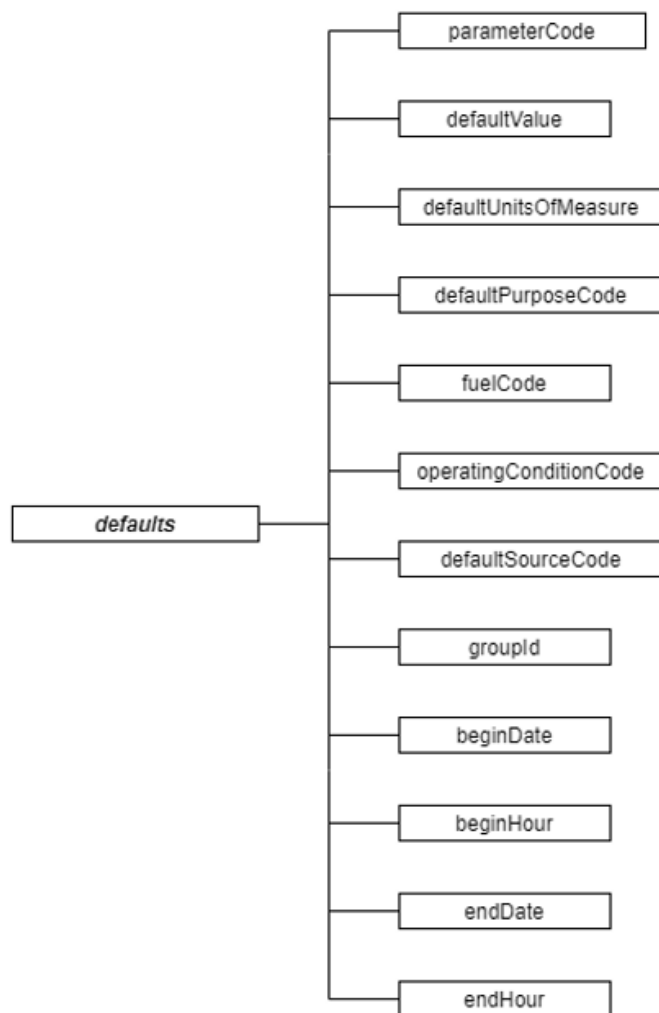 parameterCode
defaultValue
defaultUnitsOfMeasure
defaultPurposeCode
fuelCode
operatingConditionCode
defaults
defaultSourceCode
groupId
beginDate
beginHour
endDate
endHour